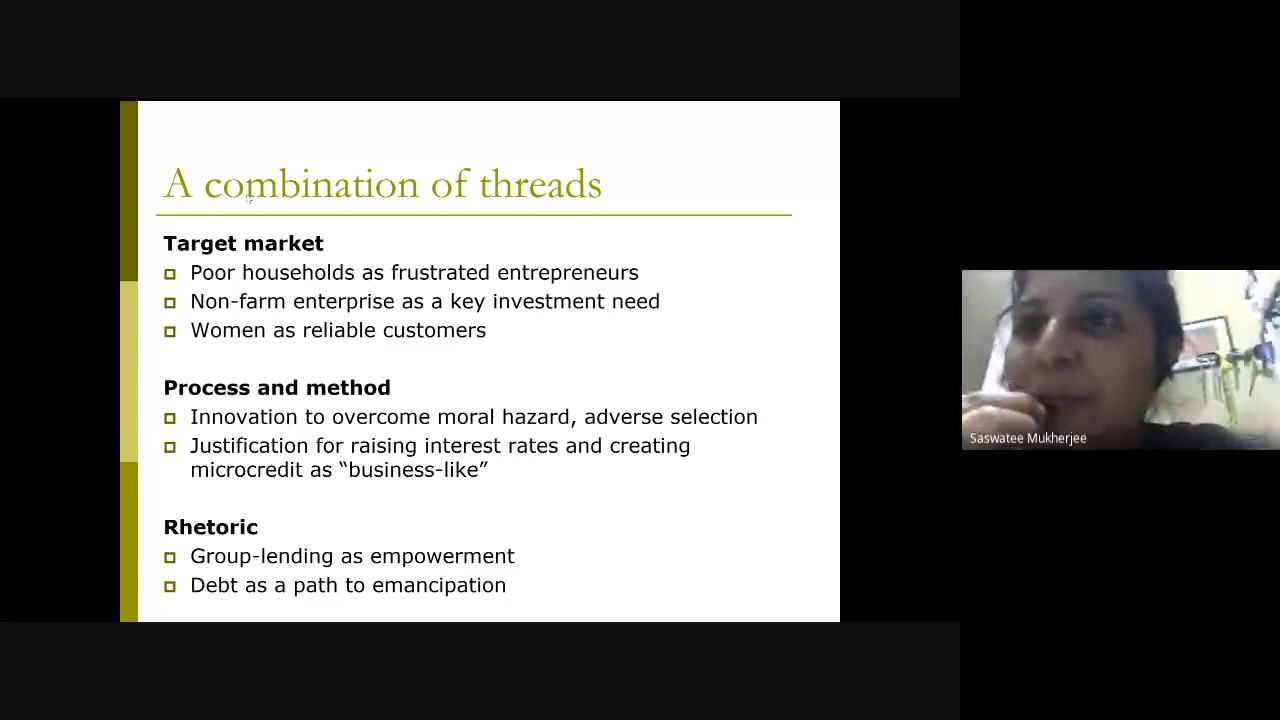 A combination of threads
Target market
Poor households as frustrated entrepreneurs
Non-farm enterprise as a key investment need
Women as reliable customers
Process and method
Innovation to overcome moral hazard, adverse selection
Justification for raising interest rates and creating
microcredit as “business-like”
Rhetoric
Group-lending as empowerment
Debt as a path to emancipation
Saswatee Mukherjee